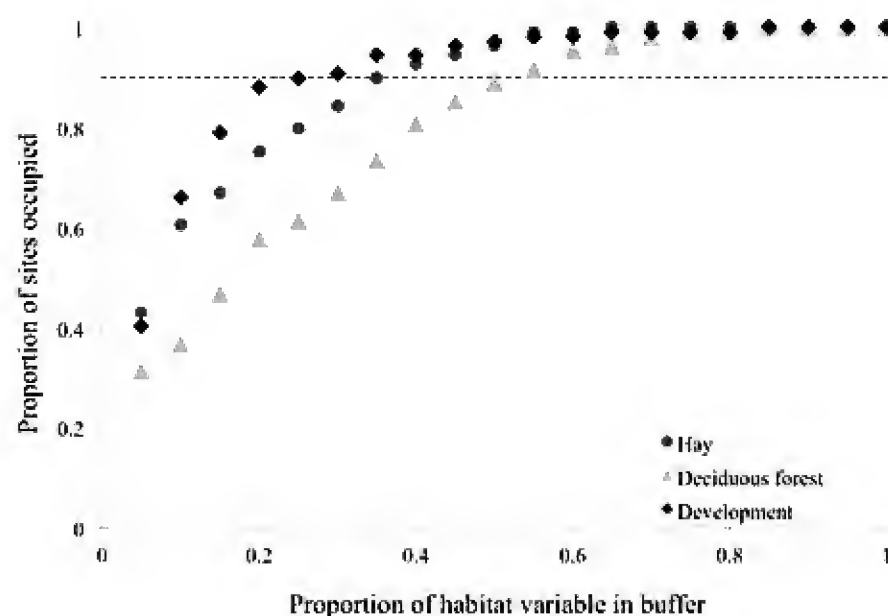 1
0.8
0.6
0.4
0.2
0
Proportion of sites occupied
Hay
Deciduous forest
Development
0 0.2 0.4 0.6 0.8 1
Proportion of habitat variable in buffer